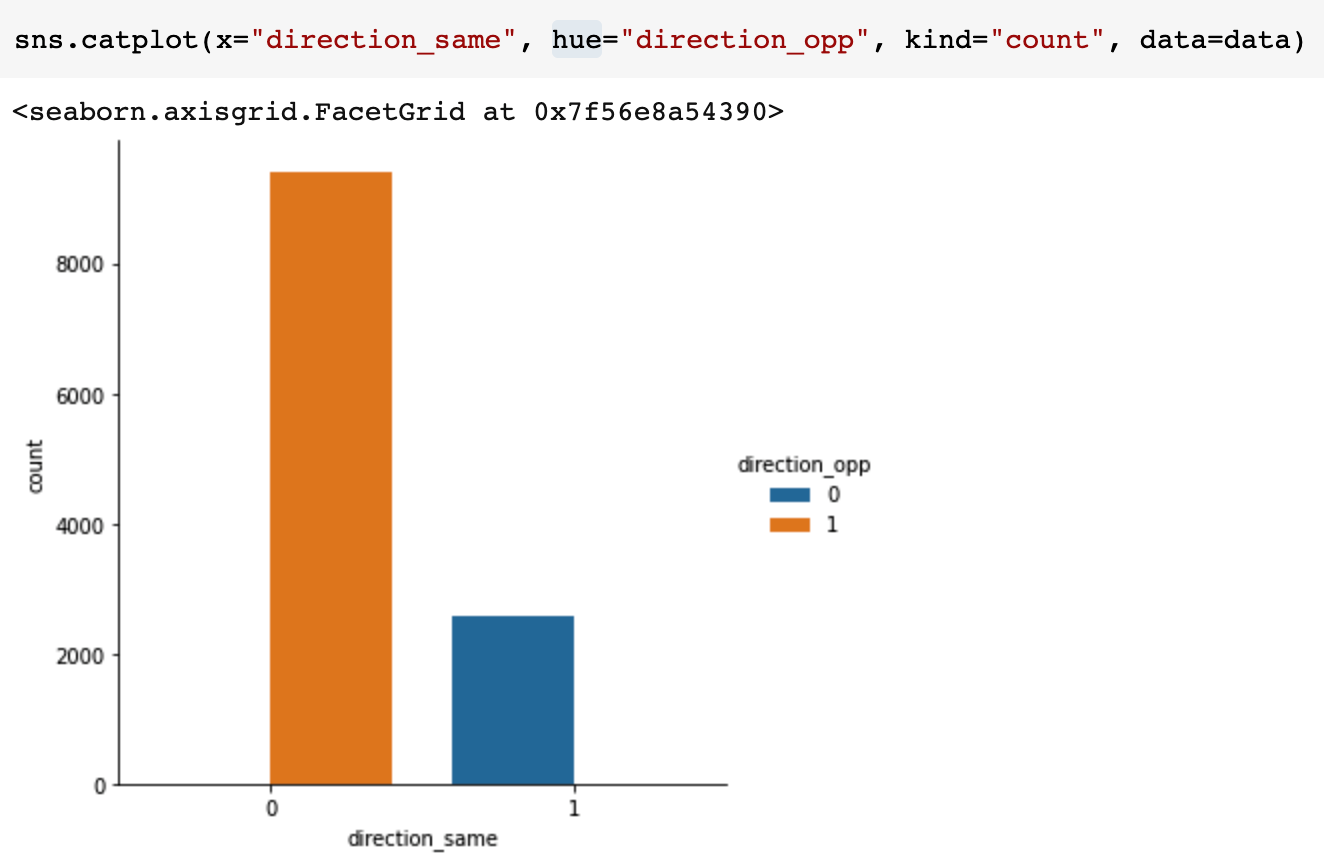 sns.catplot(x="direction_same", hue="direction_opp", kind="count", data=data)
<seaborn.axisgrid.FacetGrid at 0x7f56e8a54390>
8000
6000
4000
2000
0
count
0 1
direction_same
direction_opp
0
1